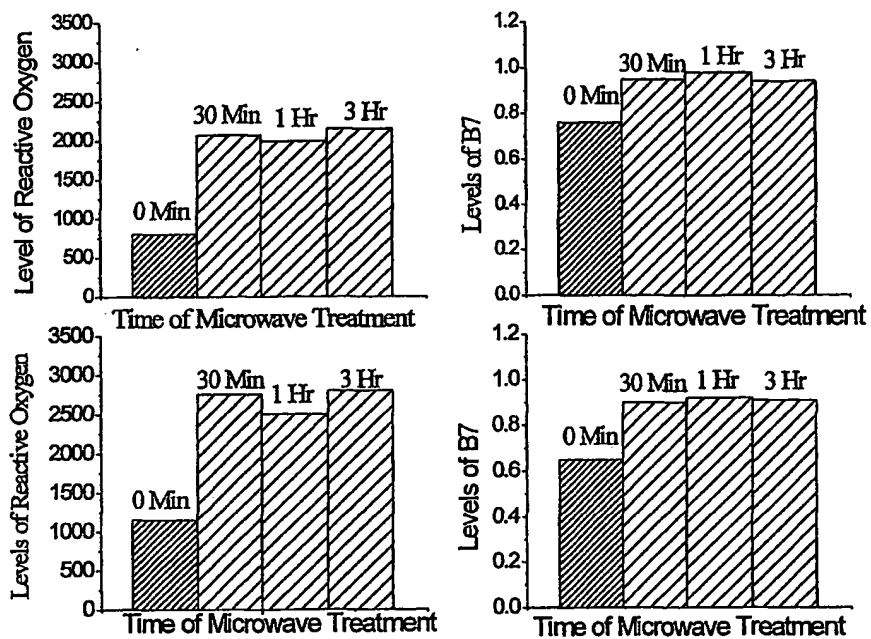 Level of Reactive Oxygen
3500
3000
2500
2000
1500
1000
500
0
0 Min
30 Min
1 Hr
3 Hr
Time of Microwave Treatment
Levels of B7
1.2
1.0
0.8
0.6
0.4
0.2
0.0
0 Min
30 Min
1 Hr
3 Hr
Time of Microwave Treatment
Levels of Reactive Oxygen
3500
3000
2500
2000
1500
1000
500
0
0 Min
30 Min
1 Hr
3 Hr
Time of Microwave Treatment
Levels of B7
1.2
1.0
0.8
0.6
0.4
0.2
0.0
0 Min
30 Min
1 Hr
3 Hr
Time of Microwave Treatment